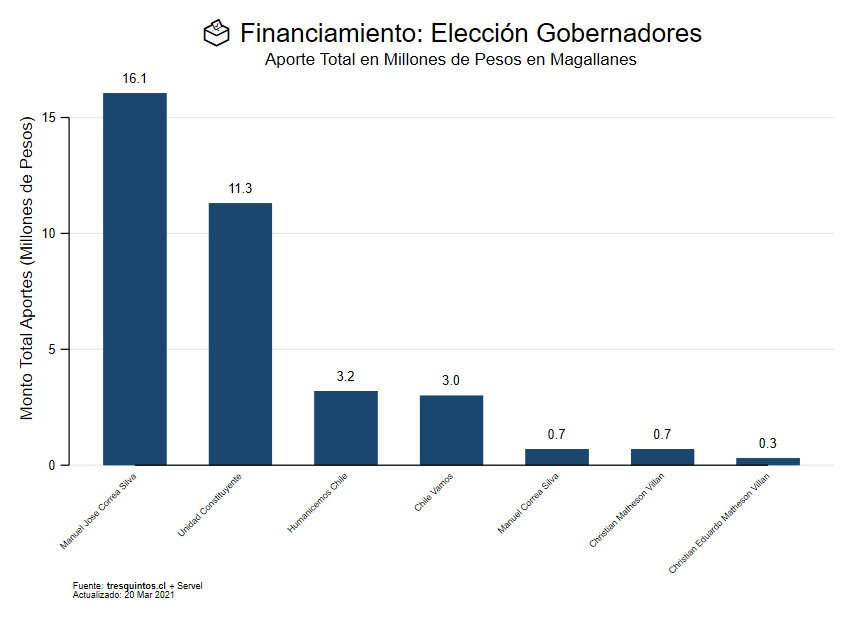 Financiamiento: Elección Gobernadores
Aporte Total en Millones de Pesos en Magallanes
Monto Total Aportes (Millones de Pesos)
15
10
5
0
16.1
11.3
3.2
3.0
0.7
0.7
0.3
Manuel Jose Correa Silva
Unidad Constituyente
Humanicemos Chile
Chile Vamos
Manuel Correa Silva
Christian Matheson Villan
Christian Eduardo Matheson Villan
Fuente: tresquintos.cl + Servel
Actualizado: 20 Mar 2021